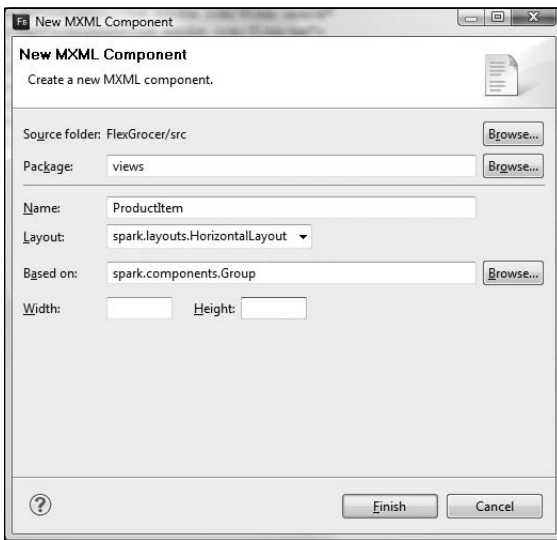 Fb New MXML Component
New MXML Component
Create a new MXML component.
Source folder: FlexGrocer/src Browse...
Package: views Browse...
Name: ProductItem
Layout: spark.layouts.HorizontalLayout
Based on: spark.components.Group Browse...
Width: Height:
? Finish Cancel